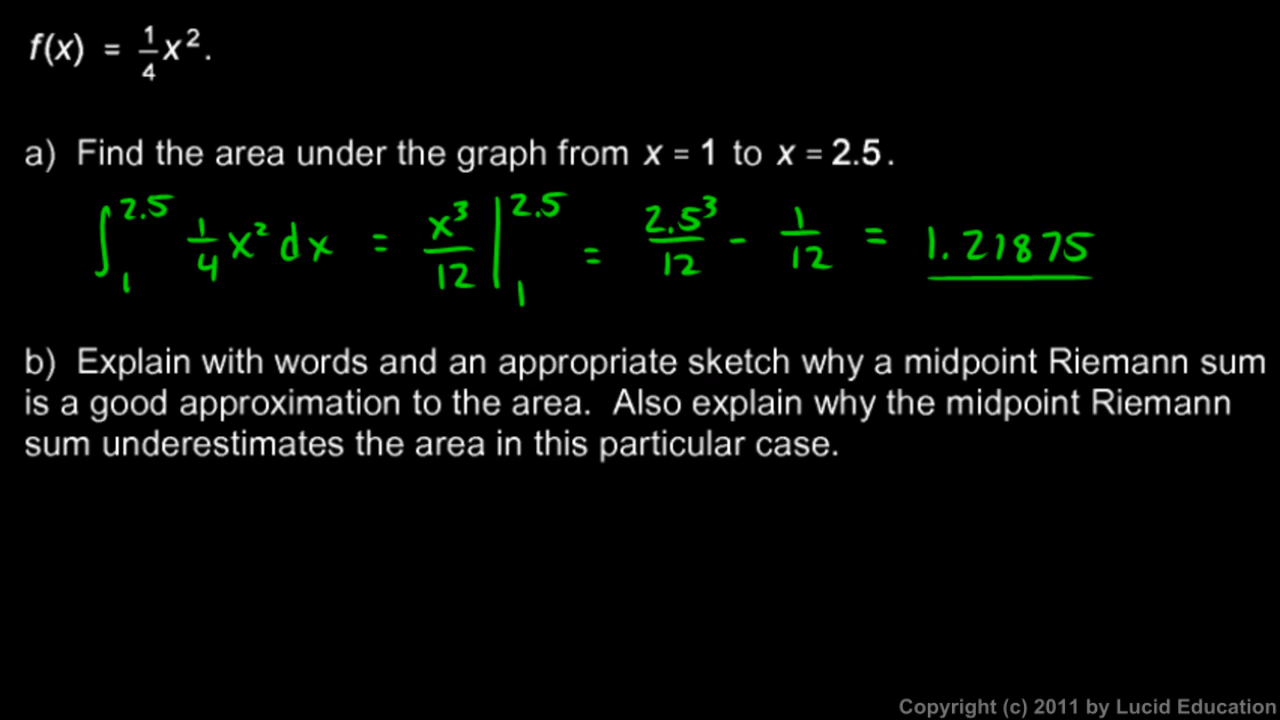 f(x) = 1/4 x².
a) Find the area under the graph from x = 1 to x = 2.5.
∫₁^2.5 1/4 x² dx = x³/12 |₁^2.5 = 2.5³/12 - 1/12 = 1.21875
b) Explain with words and an appropriate sketch why a midpoint Riemann sum
is a good approximation to the area. Also explain why the midpoint Riemann
sum underestimates the area in this particular case.
Copyright (c) 2011 by Lucid Education